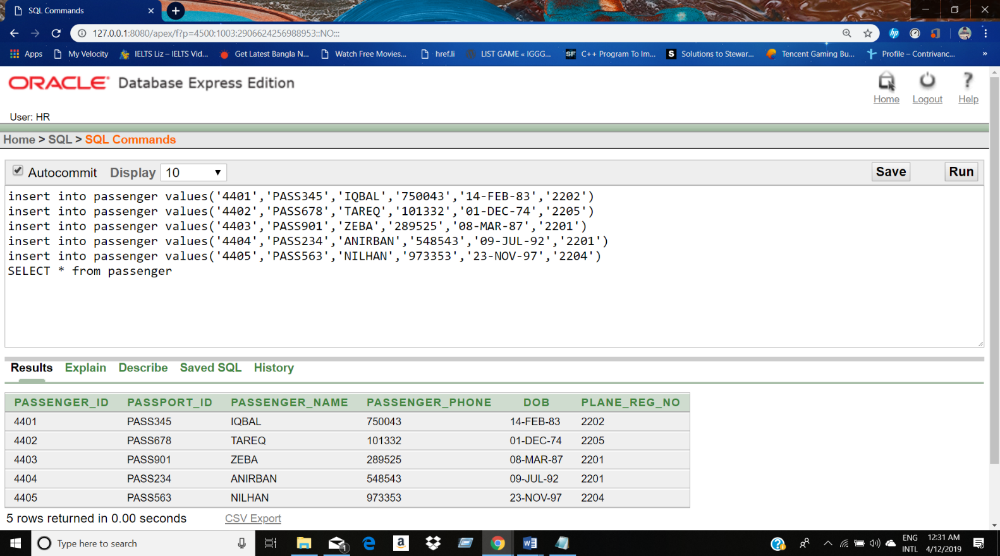 SQL Commands
127.0.0.1:8080/apex/f?p=4500:1003:2906624256988953::NO:::
Apps My Velocity IELTS Liz – IELTS Vid... Get Latest Bangla N... Watch Free Movies... href.li LIST GAME « IGGG... SF C++ Program To Im... S Solutions to Stewar... Tencent Gaming Bu... Profile – Contrivanc... »
ORACLE Database Express Edition
Home Logout Help
User: HR
Home > SQL > SQL Commands
Autocommit Display 10 Save Run
insert into passenger values('4401','PASS345','IQBAL','750043','14-FEB-83','2202')
insert into passenger values('4402','PASS678','TAREQ','101332','01-DEC-74','2205')
insert into passenger values('4403','PASS901','ZEBA','289525','08-MAR-87','2201')
insert into passenger values('4404','PASS234','ANIRBAN','548543','09-JUL-92','2201')
insert into passenger values('4405','PASS563','NILHAN','973353','23-NOV-97','2204')
SELECT * from passenger
Results Explain Describe Saved SQL History
PASSENGER_ID PASSPORT_ID PASSENGER_NAME PASSENGER_PHONE DOB PLANE_REG_NO
4401 PASS345 IQBAL 750043 14-FEB-83 2202
4402 PASS678 TAREQ 101332 01-DEC-74 2205
4403 PASS901 ZEBA 289525 08-MAR-87 2201
4404 PASS234 ANIRBAN 548543 09-JUL-92 2201
4405 PASS563 NILHAN 973353 23-NOV-97 2204
5 rows returned in 0.00 seconds CSV Export
Type here to search
ENG 12:31 AM
INTL 4/12/2019